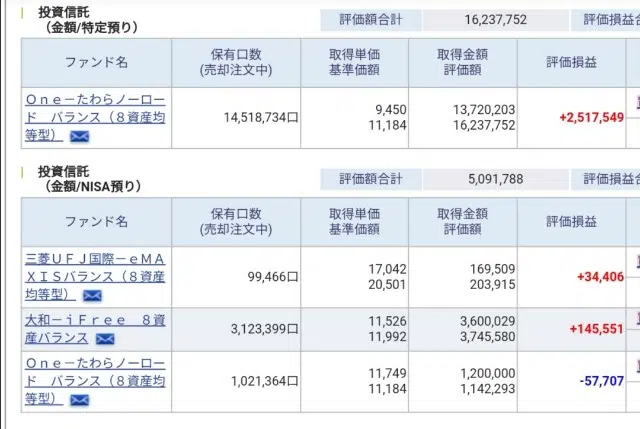 投資信託
（金額/特定預り）
評価額合計
16,237,752
評価損益
ファンド名
保有口数
(売却注文中)
取得単価
基準価額
取得金額
評価額
評価損益
Ｏｎｅ－たわらノーロー
ド　バランス（８資産均
等型）
14,518,734口
9,450
11,184
13,720,203
16,237,752
+2,517,549
投資信託
（金額/NISA預り）
評価額合計
5,091,788
評価損益
ファンド名
保有口数
(売却注文中)
取得単価
基準価額
取得金額
評価額
評価損益
三菱ＵＦＪ国際－ｅＭＡ
ＸＩＳバランス（８資産
均等型）
99,466口
17,042
20,501
169,509
203,915
+34,406
大和－ｉＦｒｅｅ　８資
産バランス
3,123,399口
11,526
11,992
3,600,029
3,745,580
+145,551
Ｏｎｅ－たわらノーロー
ド　バランス（８資産均
等型）
1,021,364口
11,749
11,184
1,200,000
1,142,293
-57,707